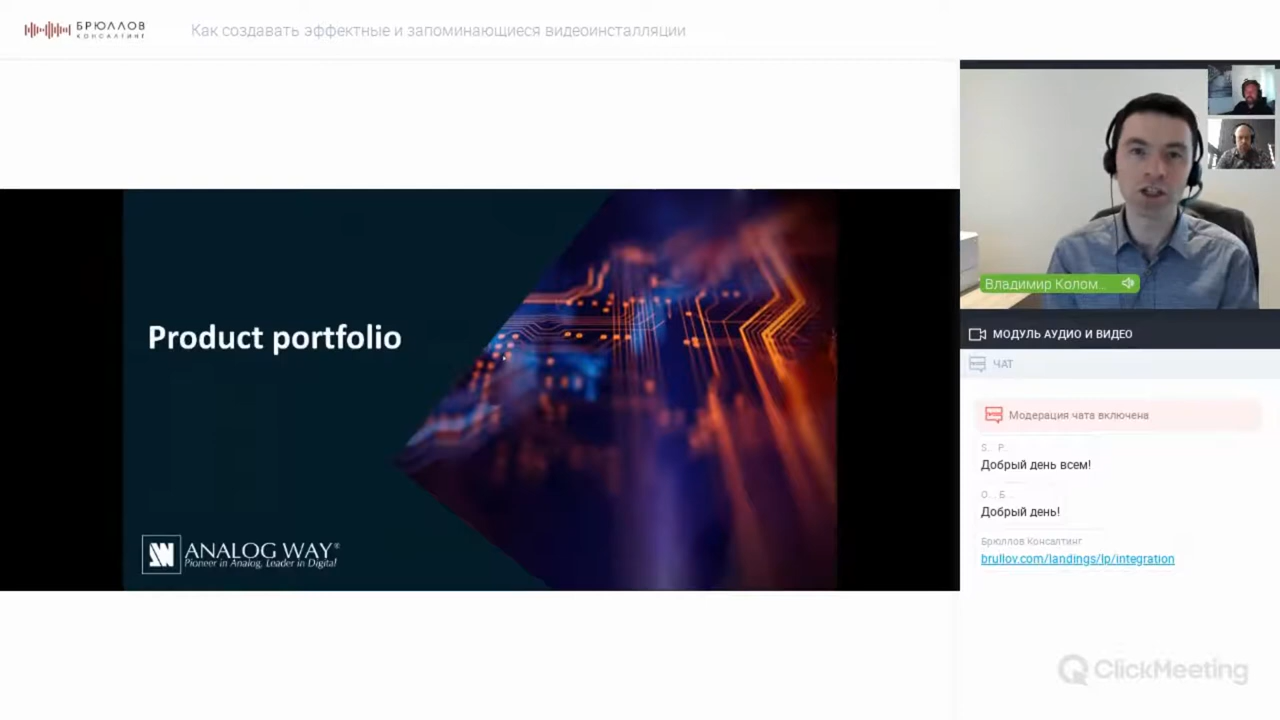 БРЮЛЛОВ
КОНСАЛТИНГ
Как создавать эффектные и запоминающиеся видеоинсталляции
Product portfolio
ANALOG WAY®
Pioneer in Analog, Leader in Digital
Владимир Колом...
МОДУЛЬ АУДИО И ВИДЕО
ЧАТ
Модерация чата включена
S.. P.
Добрый день всем!
О.. Б..
Добрый день!
Брюллов Консалтинг
brullov.com/landings/lp/integration
ClickMeeting